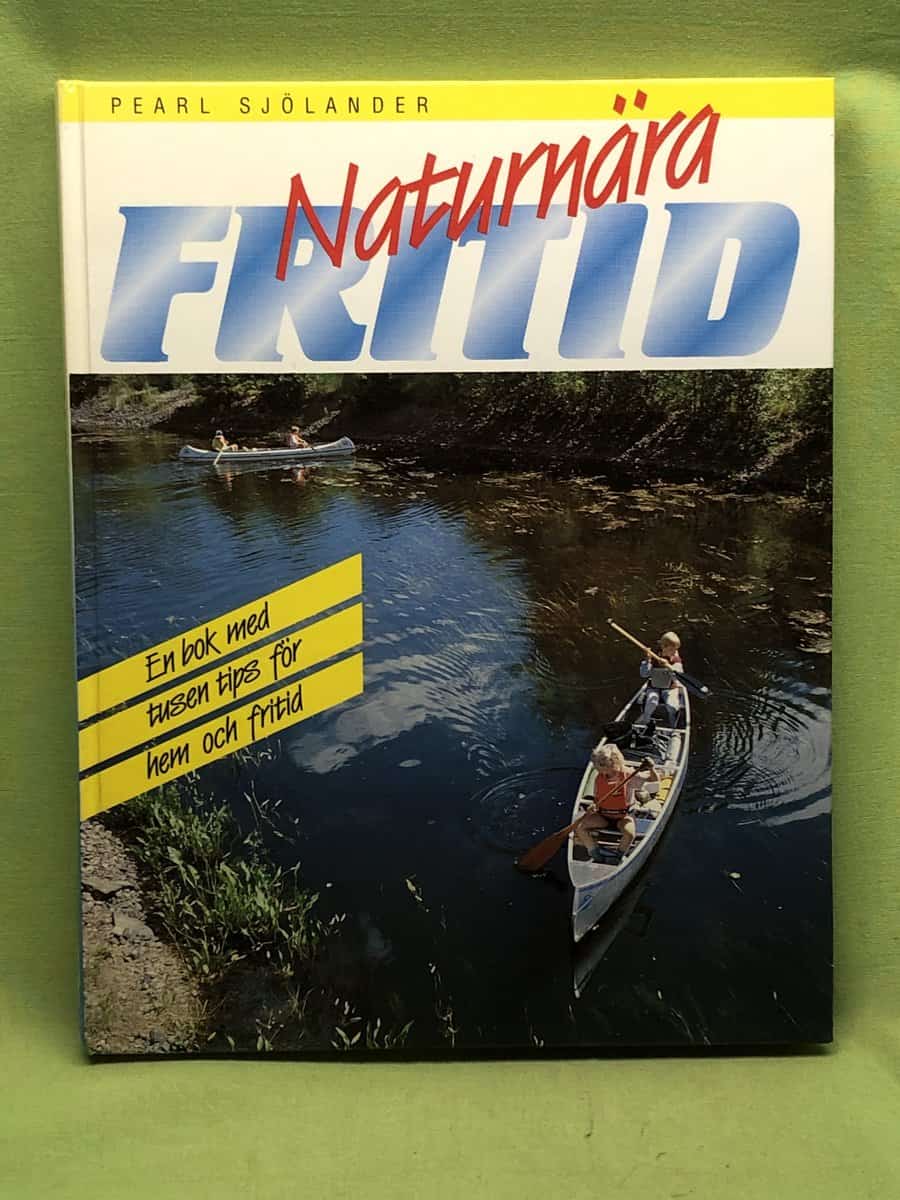 PEARL SJÖLANDER
Naturnära
FRITID
En bok med
tusen tips för
hem och fritid